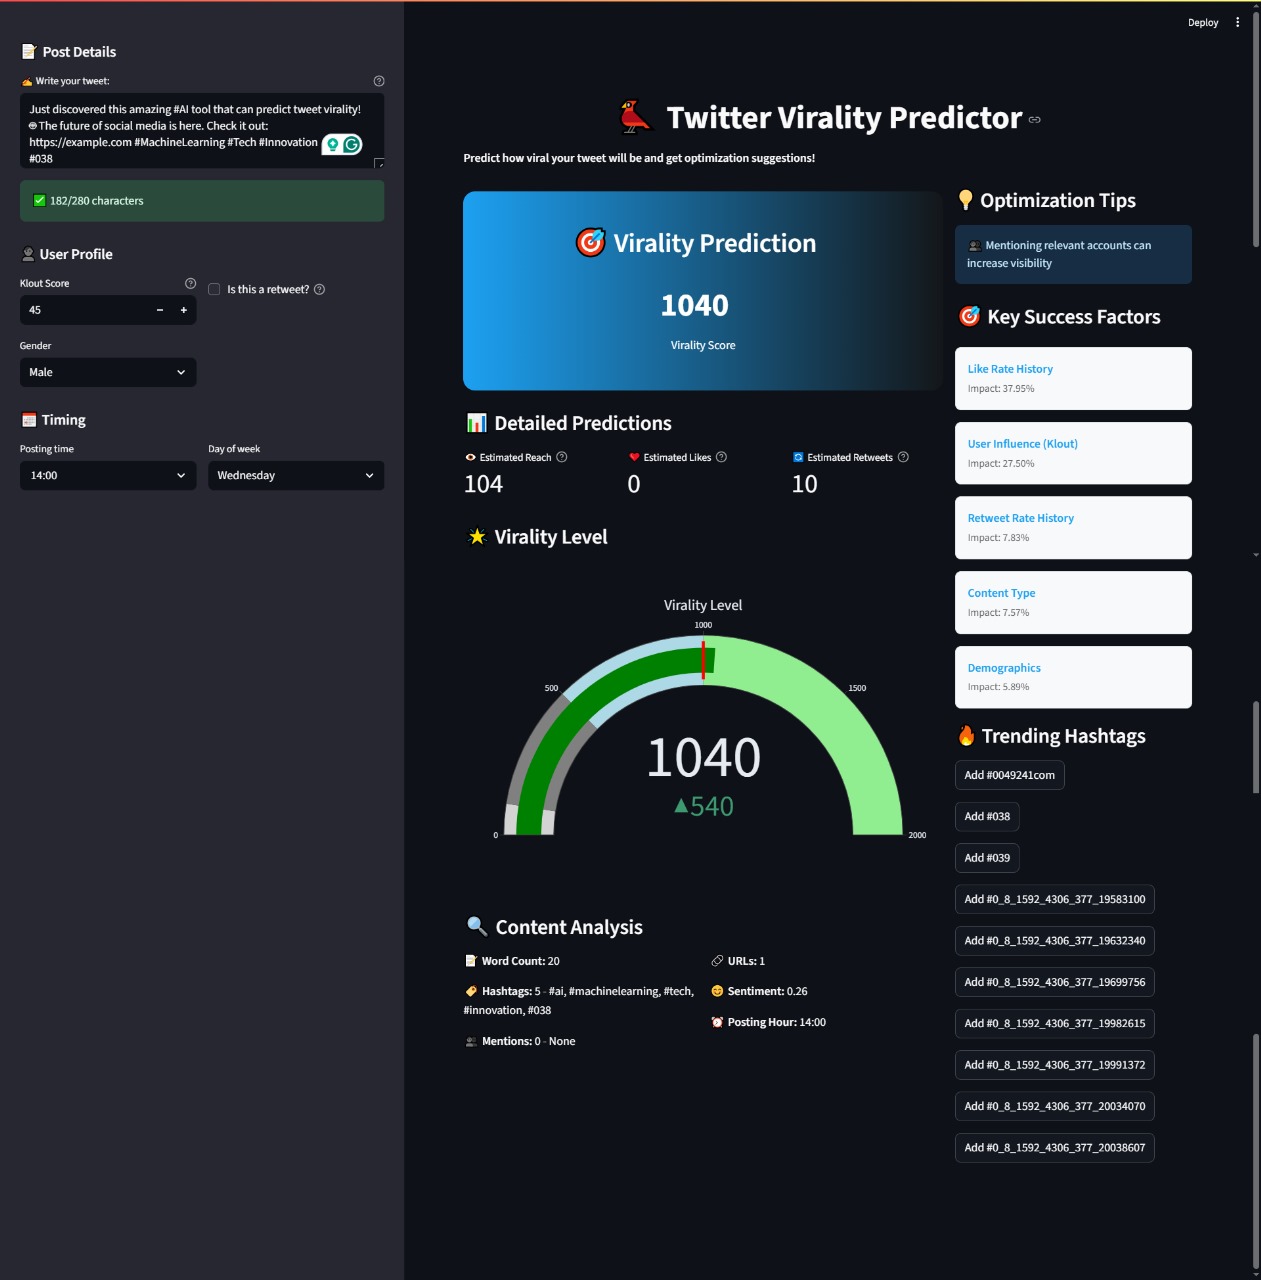 Deploy
Post Details
Write your tweet:
Just discovered this amazing #AI tool that can predict tweet virality!
The future of social media is here. Check it out:
https://example.com #MachineLearning #Tech #Innovation
#038
182/280 characters
User Profile
Klout Score
Is this a retweet?
45
Gender
Male
Timing
Posting time
Day of week
14:00
Wednesday
Twitter Virality Predictor
Predict how viral your tweet will be and get optimization suggestions!
Virality Prediction
1040
Virality Score
Detailed Predictions
Estimated Reach
Estimated Likes
Estimated Retweets
104
0
10
Virality Level
Virality Level
1000
500
1500
1040
▲540
0
2000
Content Analysis
Word Count: 20
Hashtags: 5 - #ai, #machinelearning, #tech,
#innovation, #038
Mentions: 0 - None
URLs: 1
Sentiment: 0.26
Posting Hour: 14:00
Optimization Tips
Mentioning relevant accounts can
increase visibility
Key Success Factors
Like Rate History
Impact: 37.95%
User Influence (Klout)
Impact: 27.50%
Retweet Rate History
Impact: 7.83%
Content Type
Impact: 7.57%
Demographics
Impact: 5.89%
Trending Hashtags
Add #0049241com
Add #038
Add #039
Add #0_8_1592_4306_377_19583100
Add #0_8_1592_4306_377_19632340
Add #0_8_1592_4306_377_19699756
Add #0_8_1592_4306_377_19982615
Add #0_8_1592_4306_377_19991372
Add #0_8_1592_4306_377_20034070
Add #0_8_1592_4306_377_20038607